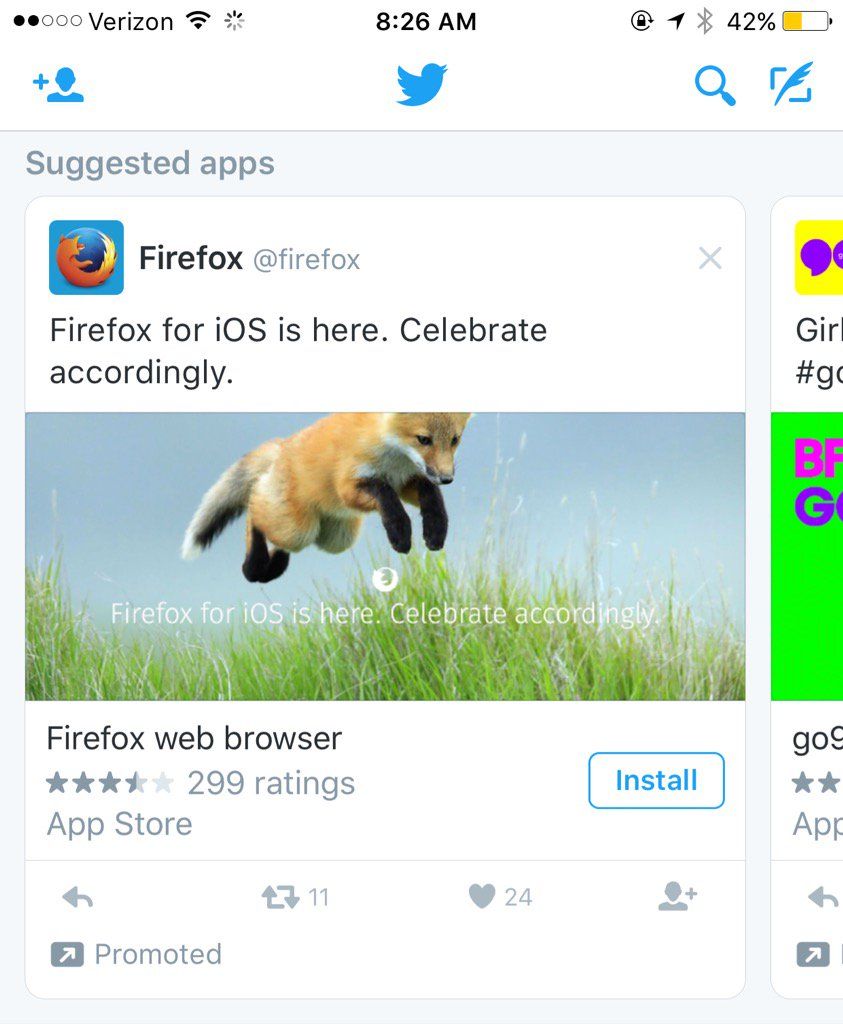 Verizon 8:26 AM 42%
Suggested apps
Firefox @firefox
Firefox for iOS is here. Celebrate
accordingly.
Firefox for iOS is here. Celebrate accordingly.
Firefox web browser
299 ratings
Install
App Store
11 24
Promoted
Girl
#go
BF
GO
go9
App